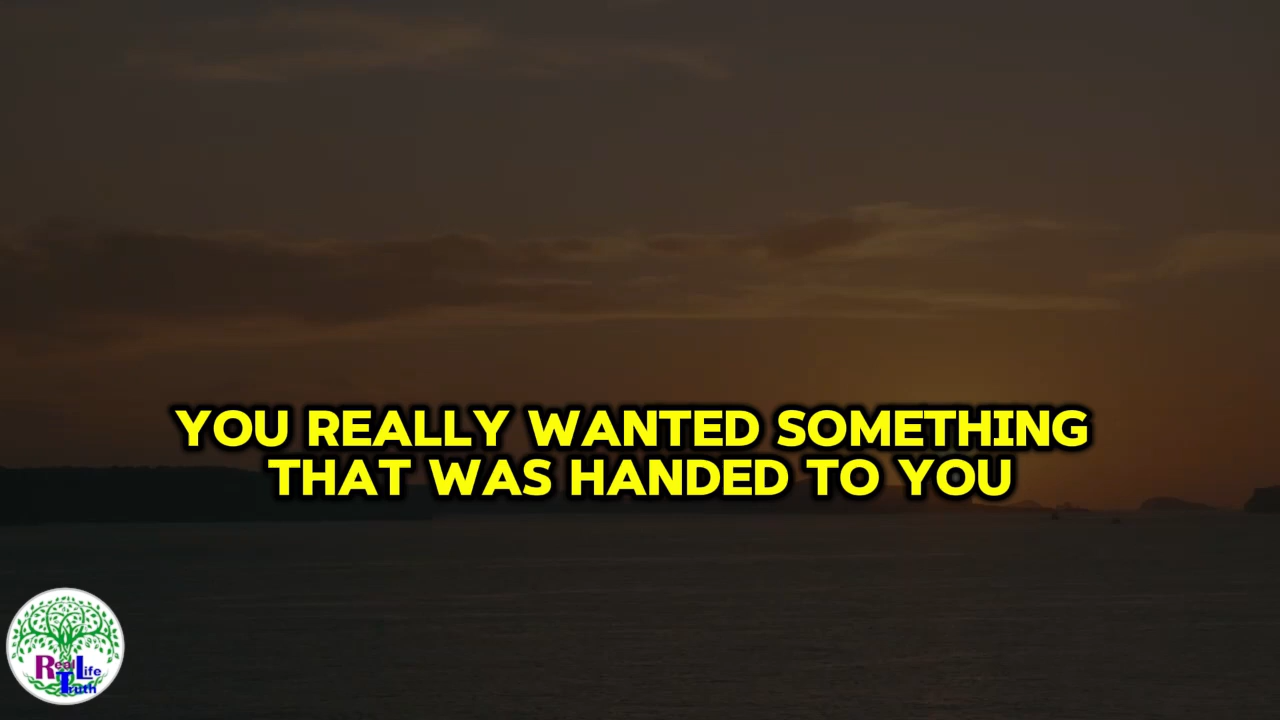 YOU REALLY WANTED SOMETHING
THAT WAS HANDED TO YOU
Real Life
Truth